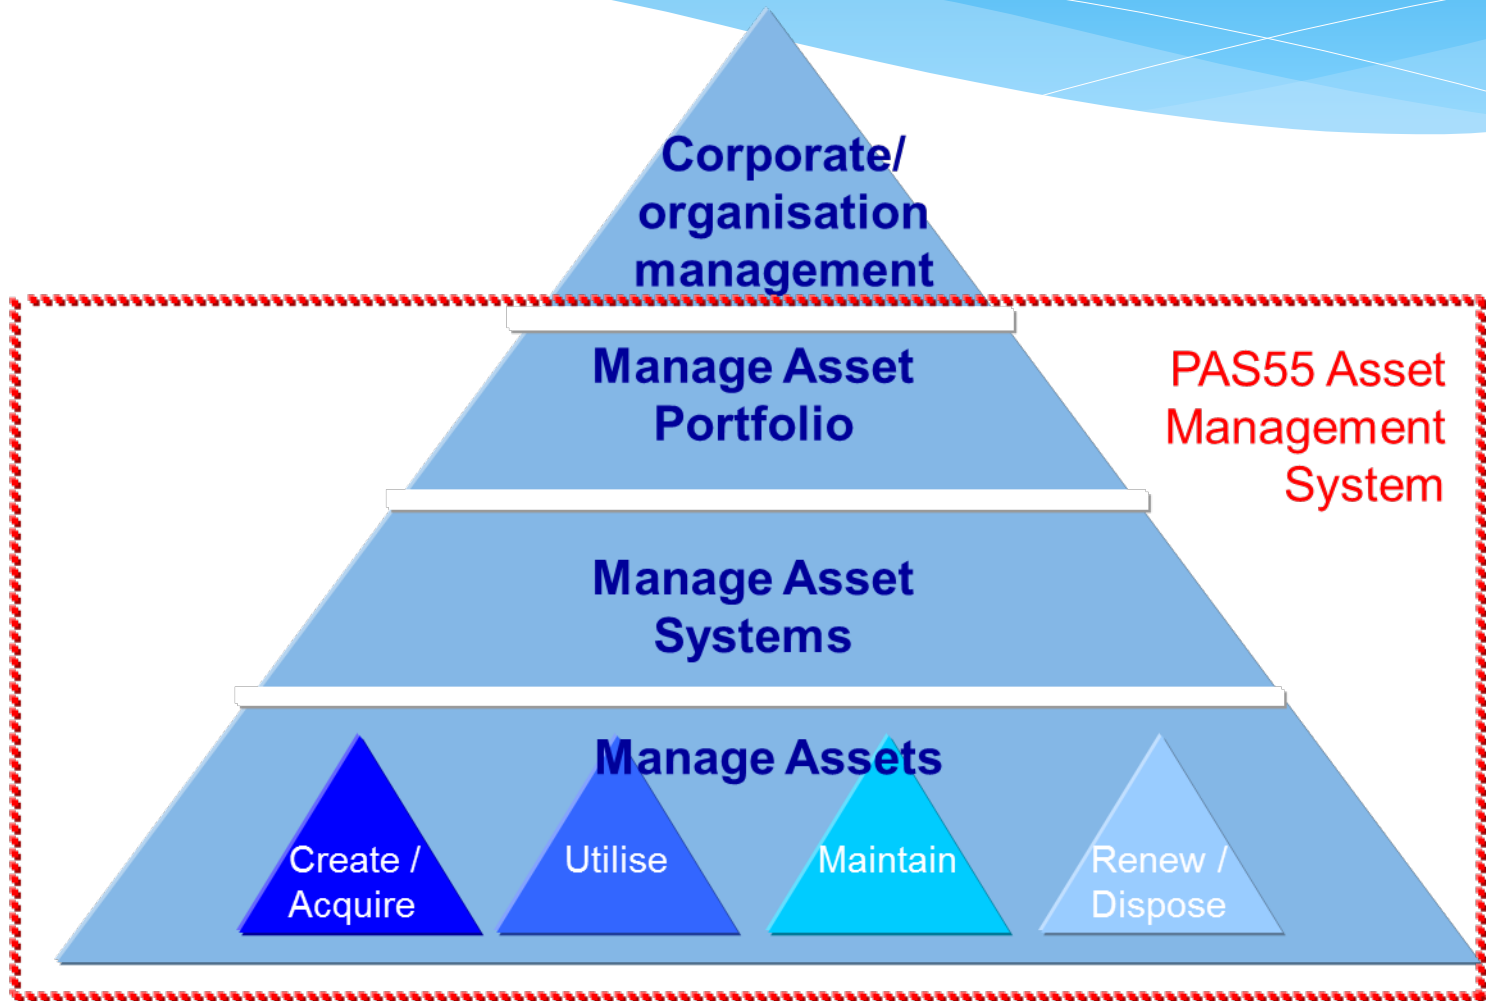 Corporate/
organisation
management
Manage Asset
Portfolio
PAS55 Asset
Management
System
Manage Asset
Systems
Manage Assets
Create /
Acquire
Utilise
Maintain
Renew /
Dispose